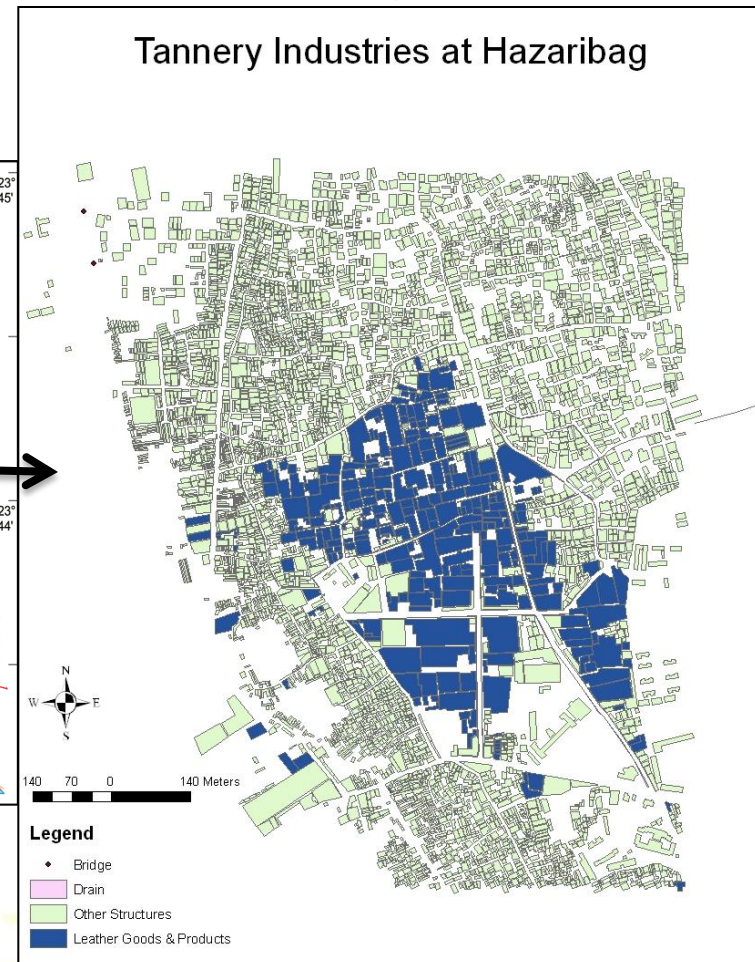 Tannery Industries at Hazaribag
23°
45'
23°
44'
N
W E
S
140 70 0 140 Meters
Legend
Bridge
Drain
Other Structures
Leather Goods & Products